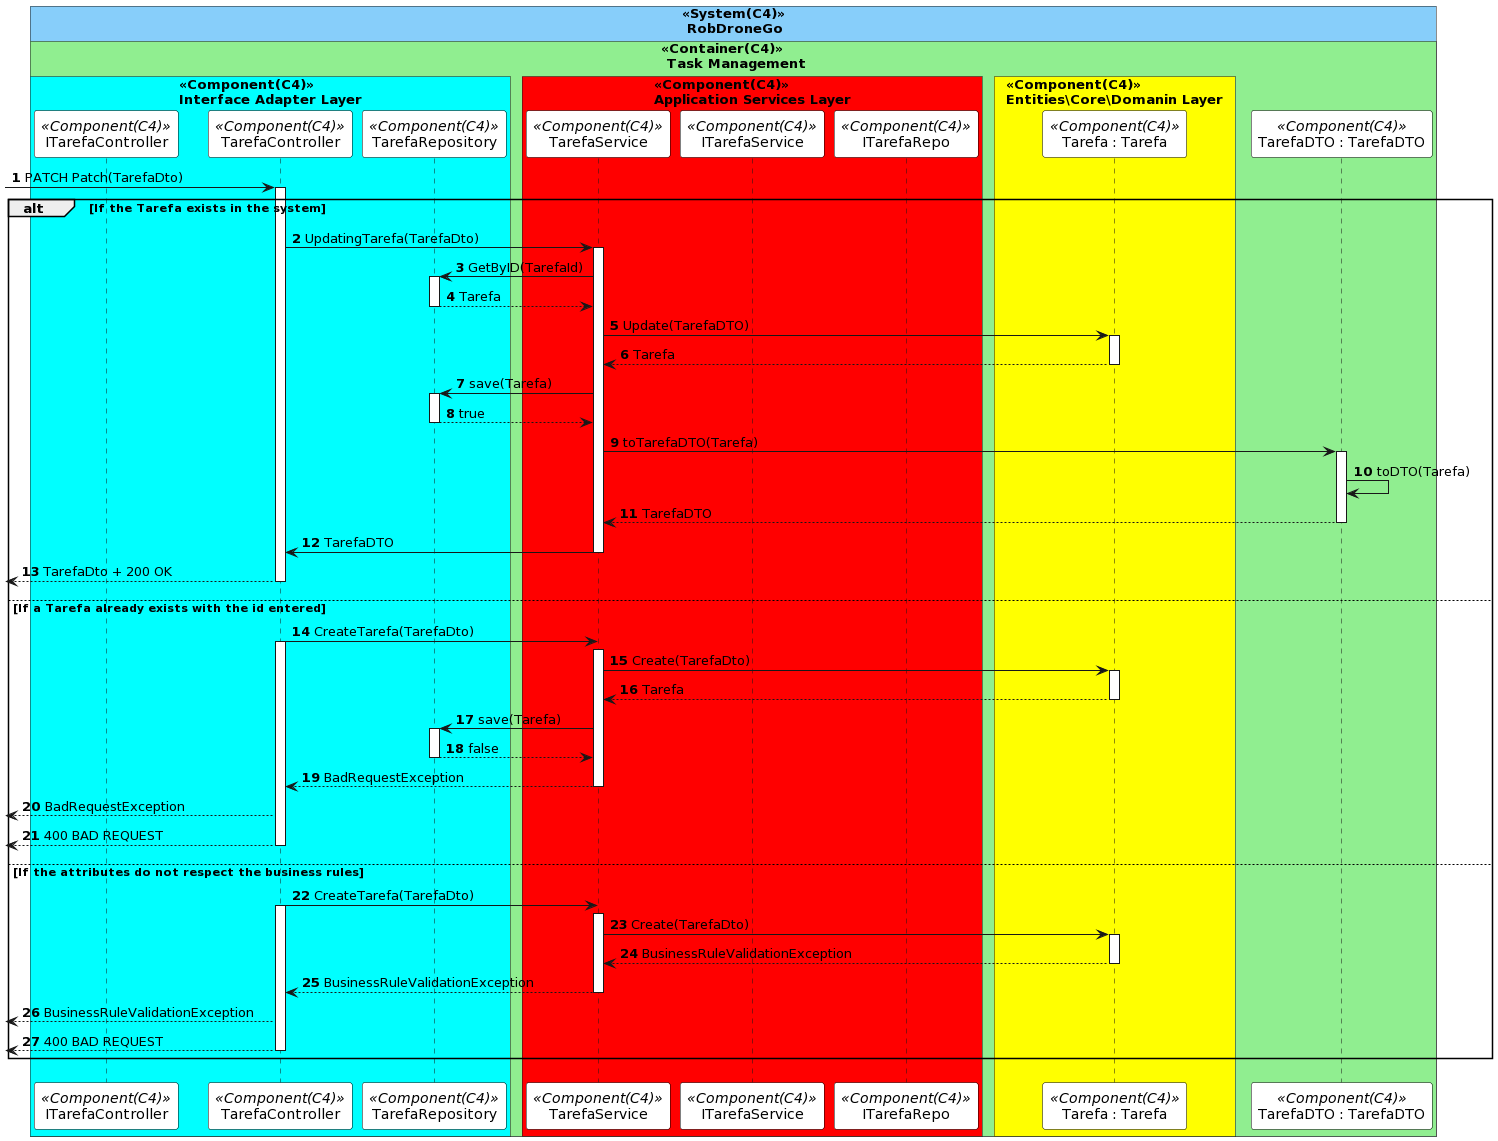 «System(C4)»
RobDroneGo
«Container(C4)»
Task Management
«Component(C4)»
Interface Adapter Layer
«Component(C4)»
Application Services Layer
«Component(C4)»
Entities\Core\Domanin Layer
«Component(C4)»
ITarefaController
«Component(C4)»
TarefaController
«Component(C4)»
TarefaRepository
«Component(C4)»
TarefaService
«Component(C4)»
ITarefaService
«Component(C4)»
ITarefaRepo
«Component(C4)»
Tarefa : Tarefa
«Component(C4)»
TarefaDTO : TarefaDTO
1 PATCH Patch(TarefaDto)
alt [If the Tarefa exists in the system]
2 UpdatingTarefa(TarefaDto)
3 GetByID(TarefaId)
4 Tarefa
5 Update(TarefaDTO)
6 Tarefa
7 save(Tarefa)
8 true
9 toTarefaDTO(Tarefa)
10 toDTO(Tarefa)
11 TarefaDTO
12 TarefaDTO
13 TarefaDto + 200 OK
[If a Tarefa already exists with the id entered]
14 CreateTarefa(TarefaDto)
15 Create(TarefaDto)
16 Tarefa
17 save(Tarefa)
18 false
19 BadRequestException
20 BadRequestException
21 400 BAD REQUEST
[If the attributes do not respect the business rules]
22 CreateTarefa(TarefaDto)
23 Create(TarefaDto)
24 BusinessRuleValidationException
25 BusinessRuleValidationException
26 BusinessRuleValidationException
27 400 BAD REQUEST
«Component(C4)»
ITarefaController
«Component(C4)»
TarefaController
«Component(C4)»
TarefaRepository
«Component(C4)»
TarefaService
«Component(C4)»
ITarefaService
«Component(C4)»
ITarefaRepo
«Component(C4)»
Tarefa : Tarefa
«Component(C4)»
TarefaDTO : TarefaDTO